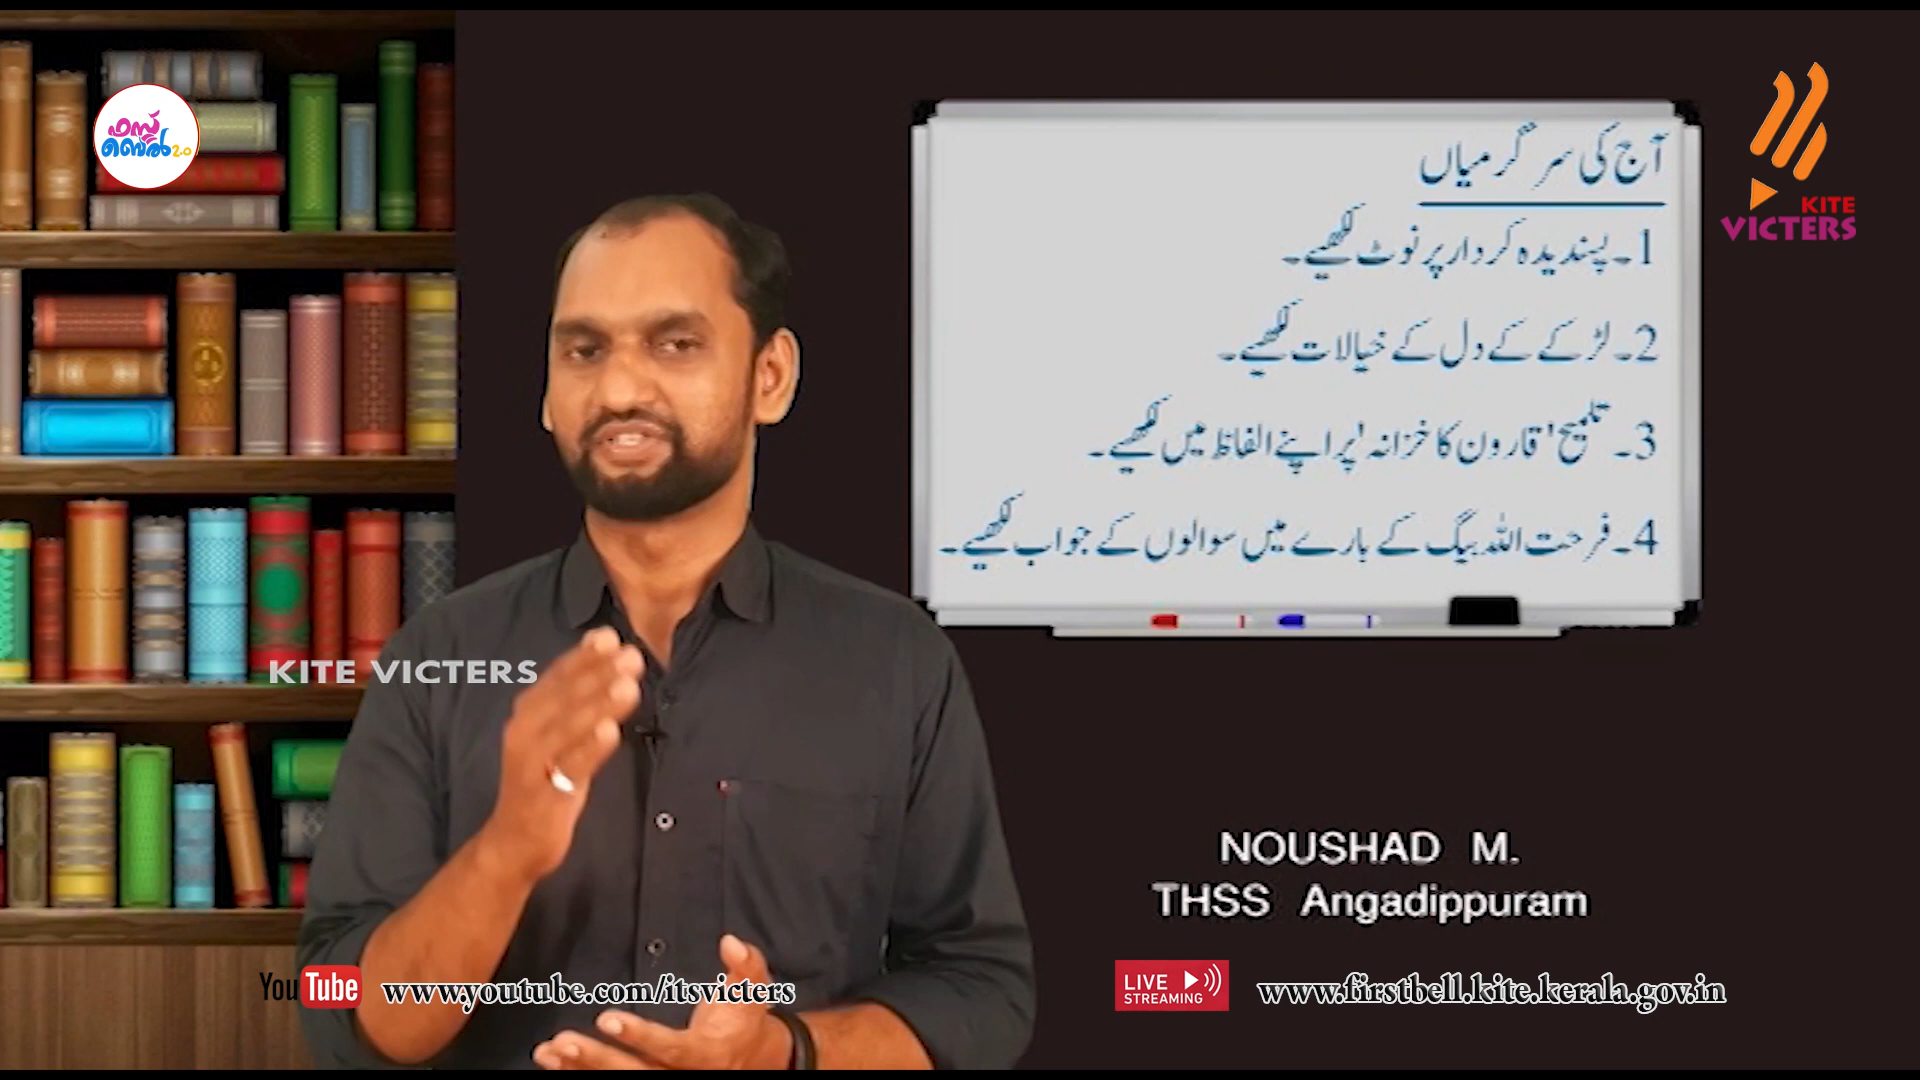 ഫസ്റ്റ്
ബെൽ 2.0
KITE
VICTERS
آج کی سرگرمیاں
1۔ پسندیدہ کردار پر نوٹ لکھیے۔
2۔ لڑکے کے دل کے خیالات لکھیے۔
3۔ تلمیح 'قارون کا خزانہ' پر اپنے الفاظ میں لکھیے۔
4۔ فرحت اللہ بیگ کے بارے میں سوالوں کے جواب لکھیے۔
KITE VICTERS
NOUSHAD M.
THSS Angadippuram
YouTube www.youtube.com/itsvicters
LIVE STREAMING www.firstbell.kite.kerala.gov.in